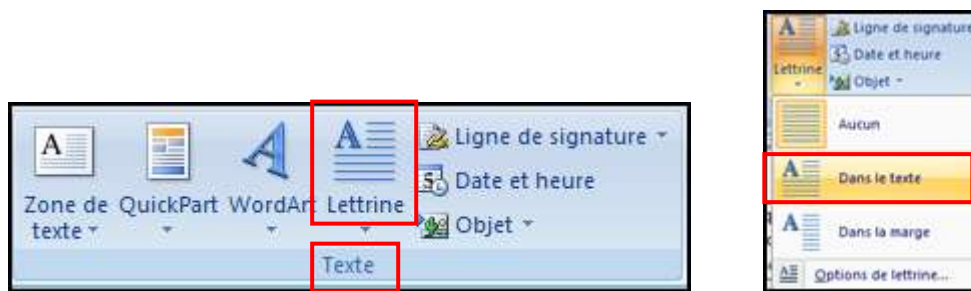 A
A
A
Ligne de signature
Date et heure
Objet
Zone de texte
QuickPart
WordArt
Lettrine
Texte
A
Ligne de signature
Date et heure
Objet
Lettrine
Aucun
A
Dans le texte
A
Dans la marge
Options de lettrine...